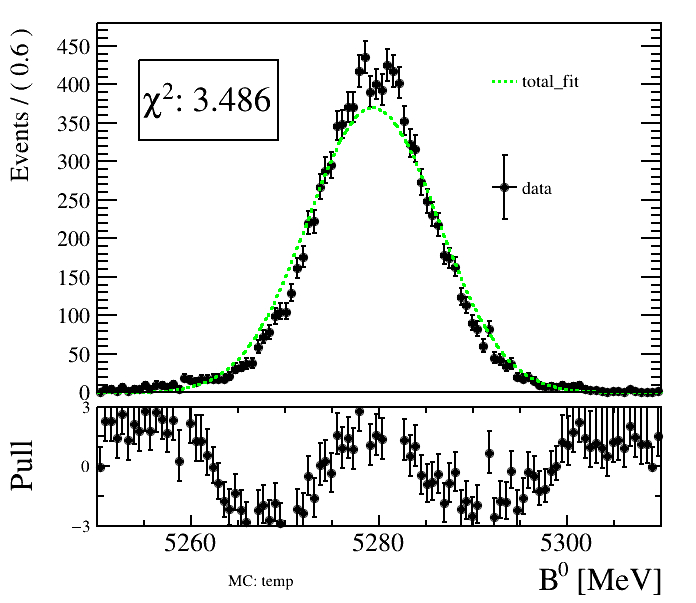 Events / ( 0.6 )
450
400
350
300
250
200
150
100
50
0
χ²: 3.486
total_fit
data
Pull
3
0
−3
5260
5280
5300
MC: temp
B⁰ [MeV]